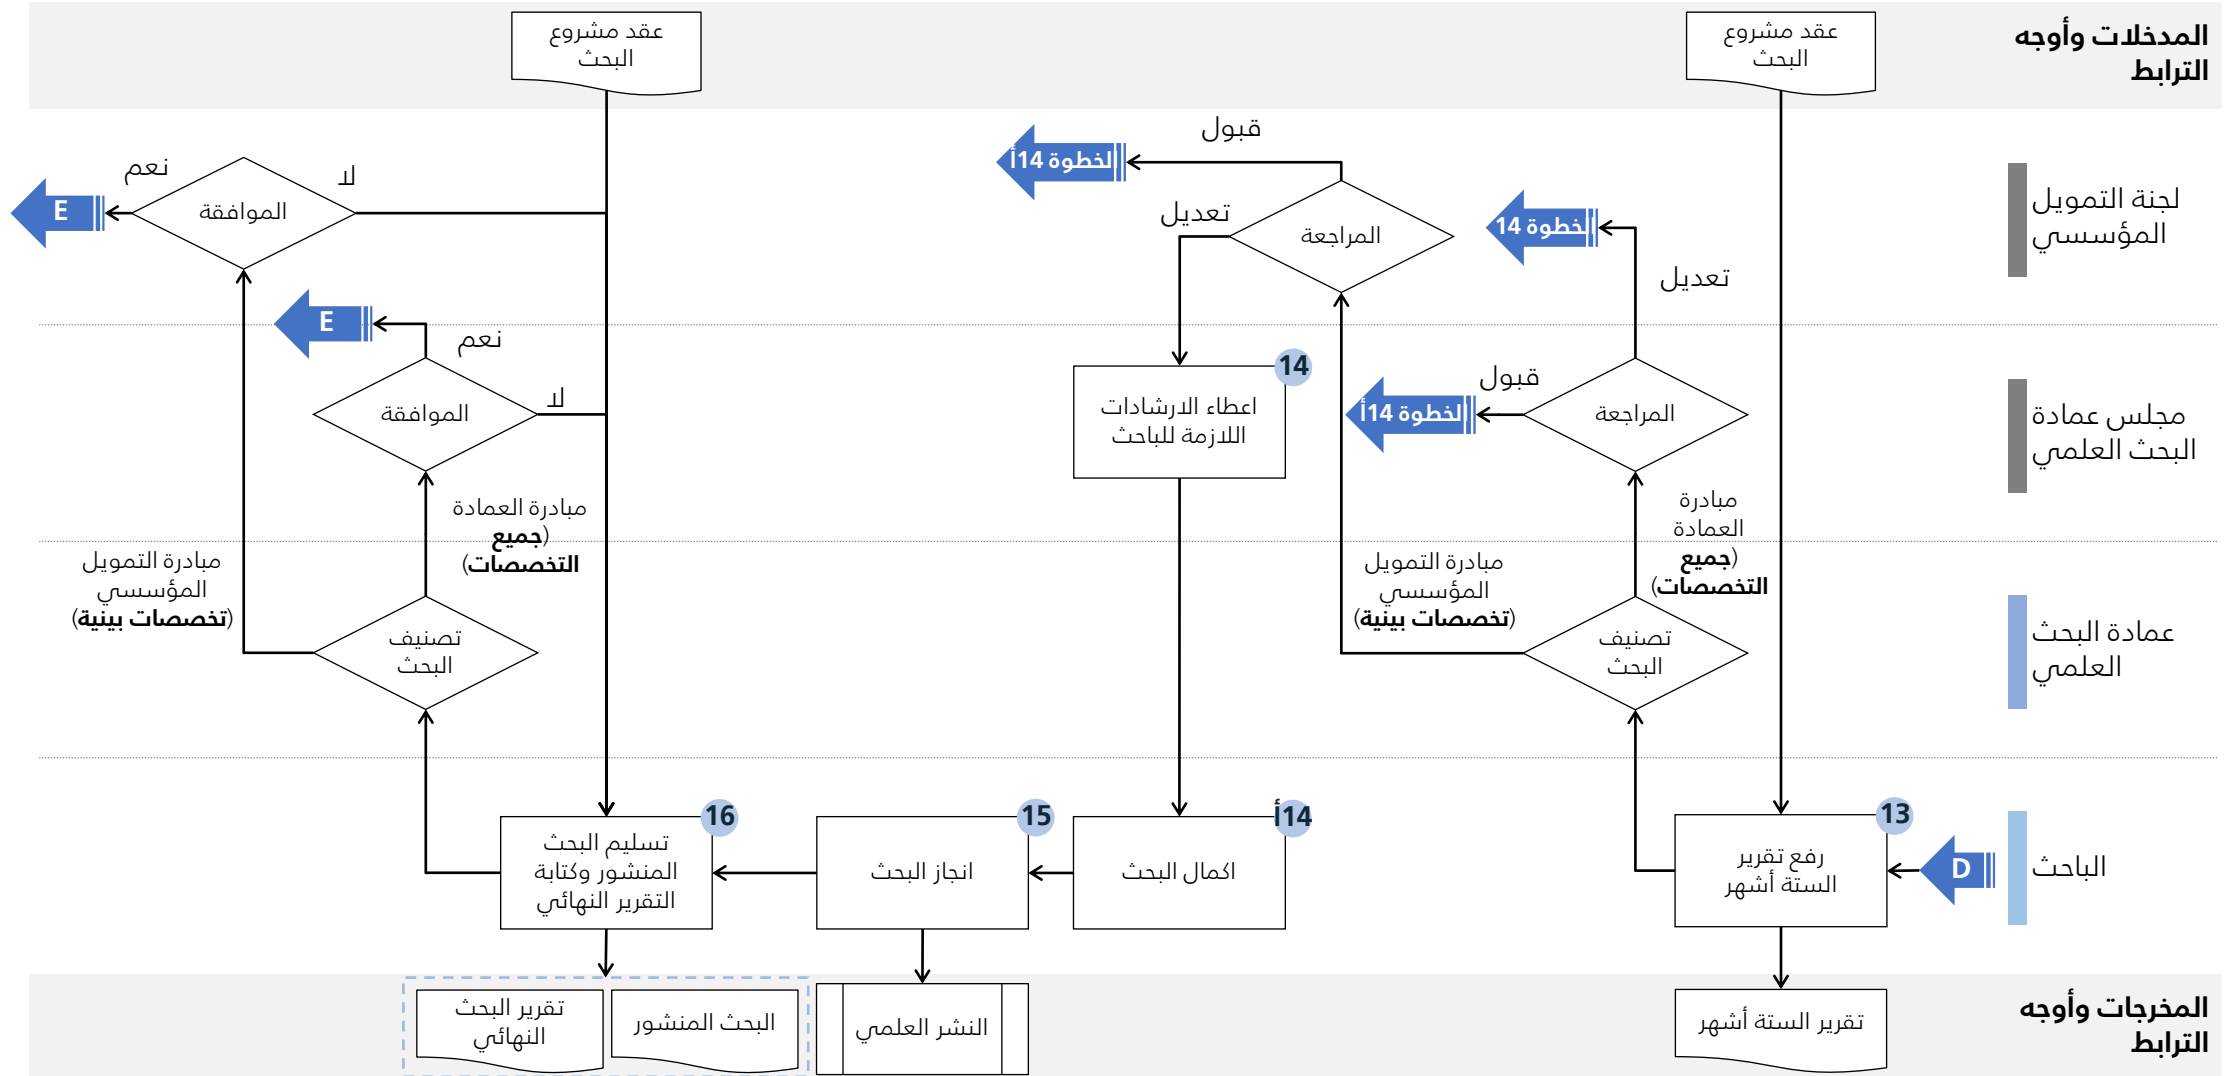 المدخلات وأوجه
الترابط
عقد مشروع
البحث
عقد مشروع
البحث
لجنة التمويل
المؤسسي
تعديل
الخطوة 14
المراجعة
قبول
الخطوة 14أ
تعديل
الموافقة
لا
نعم
E
مجلس عمادة
البحث العلمي
المراجعة
قبول
الخطوة 14أ
14
اعطاء الارشادات
اللازمة للباحث
الموافقة
لا
نعم
E
مبادرة
العمادة
(جميع
التخصصات)
مبادرة التمويل
المؤسسي
(تخصصات بينية)
مبادرة العمادة
(جميع
التخصصات)
مبادرة التمويل
المؤسسي
(تخصصات بينية)
عمادة البحث
العلمي
تصنيف
البحث
تصنيف
البحث
الباحث
D
13
رفع تقرير
الستة أشهر
14أ
اكمال البحث
15
انجاز البحث
16
تسليم البحث
المنشور وكتابة
التقرير النهائي
المخرجات وأوجه
الترابط
تقرير الستة أشهر
النشر العلمي
البحث المنشور
تقرير البحث
النهائي